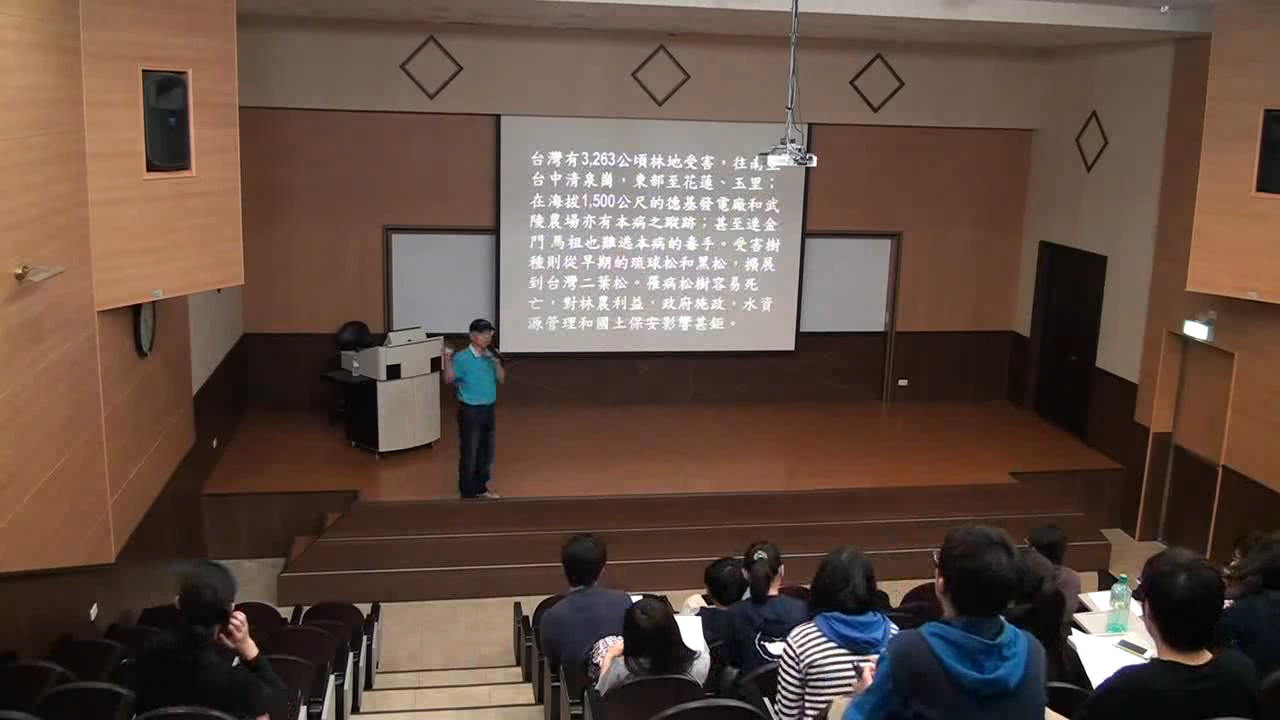 台灣有3,263公頃林地受害，往南至
台中清泉崗，東部至花蓮、玉里；
在海拔1,500公尺的德基發電廠和武
陵農場亦有本病之蹤跡；甚至連金
門 馬祖也難逃本病的毒手。受害樹
種則從早期的琉球松和黑松，擴展
到台灣二葉松。罹病松樹容易死
亡，對林農利益，政府施政，水資
源管理和國土保安影響甚鉅。